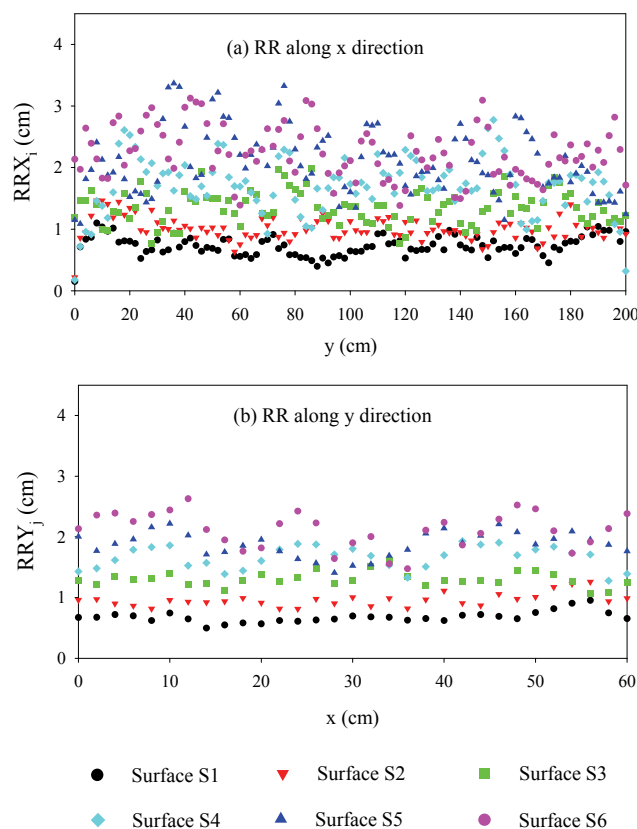 (a) RR along x direction
RRXᵢ (cm)
4
3
2
1
0
0 20 40 60 80 100 120 140 160 180 200
y (cm)
(b) RR along y direction
RRYⱼ (cm)
4
3
2
1
0
0 10 20 30 40 50 60
x (cm)
Surface S1 Surface S2 Surface S3
Surface S4 Surface S5 Surface S6